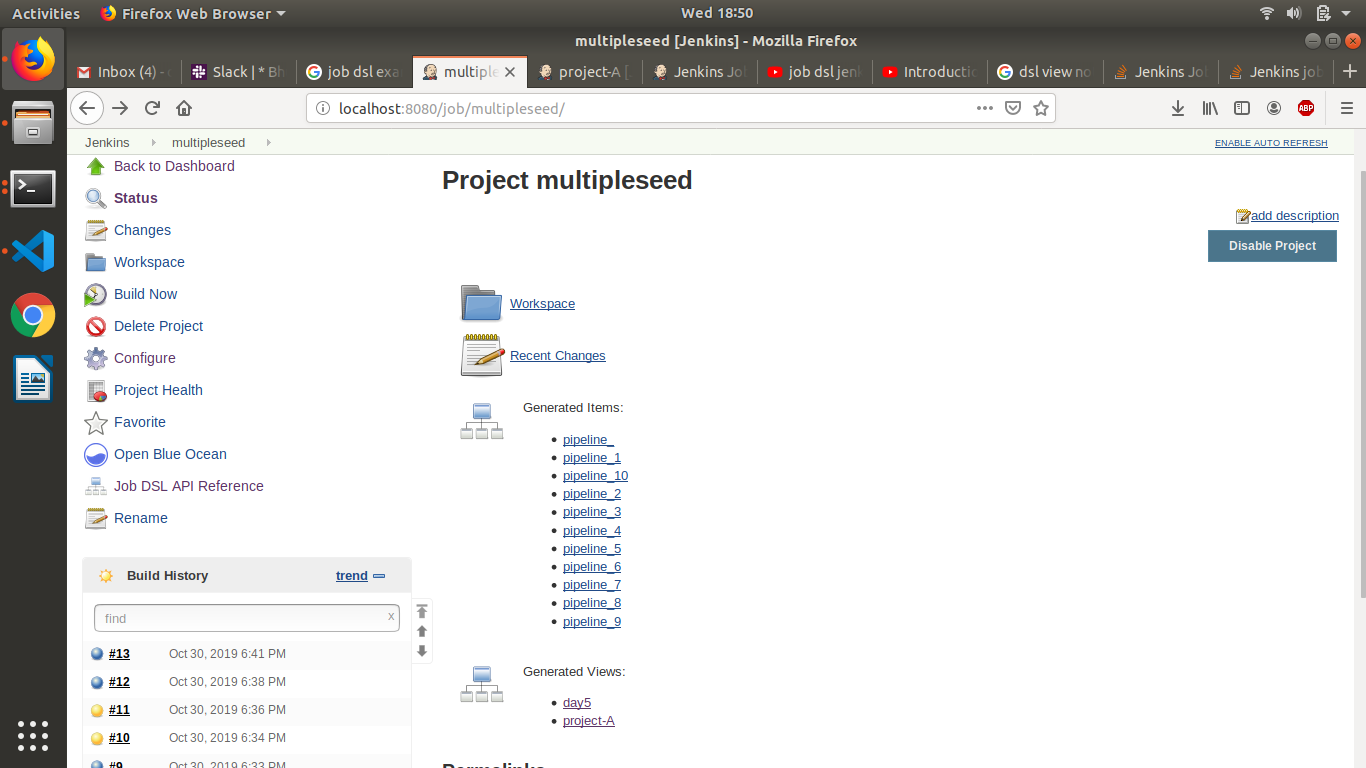 Activities Firefox Web Browser Wed 18:50
multipleseed [Jenkins] - Mozilla Firefox
Inbox (4) - Slack | * Bh job dsl exa multiple project-A [ Jenkins Jo job dsl jenk Introductio dsl view no Jenkins Jo Jenkins job
localhost:8080/job/multipleseed/
ABP
Jenkins multipleseed ENABLE AUTO REFRESH
Back to Dashboard
Status
Changes
Workspace
Build Now
Delete Project
Configure
Project Health
Favorite
Open Blue Ocean
Job DSL API Reference
Rename
Build History trend
find x
#13 Oct 30, 2019 6:41 PM
#12 Oct 30, 2019 6:38 PM
#11 Oct 30, 2019 6:36 PM
#10 Oct 30, 2019 6:34 PM
#9 Oct 30, 2019 6:33 PM
Project multipleseed
add description
Disable Project
Workspace
Recent Changes
Generated Items:
pipeline_
pipeline_1
pipeline_10
pipeline_2
pipeline_3
pipeline_4
pipeline_5
pipeline_6
pipeline_7
pipeline_8
pipeline_9
Generated Views:
day5
project-A
Permalinks